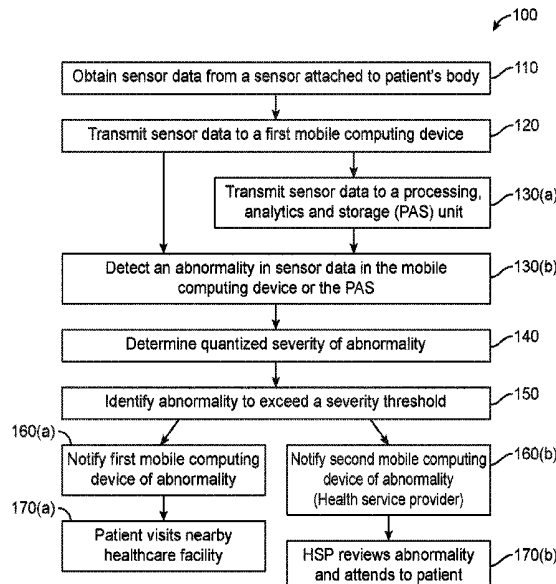 100
Obtain sensor data from a sensor attached to patient's body
110
Transmit sensor data to a first mobile computing device
120
Transmit sensor data to a processing,
analytics and storage (PAS) unit
130(a)
Detect an abnormality in sensor data in the mobile
computing device or the PAS
130(b)
Determine quantized severity of abnormality
140
Identify abnormality to exceed a severity threshold
150
160(a)
Notify first mobile computing
device of abnormality
Notify second mobile computing
device of abnormality
(Health service provider)
160(b)
170(a)
Patient visits nearby
healthcare facility
HSP reviews abnormality
and attends to patient
170(b)